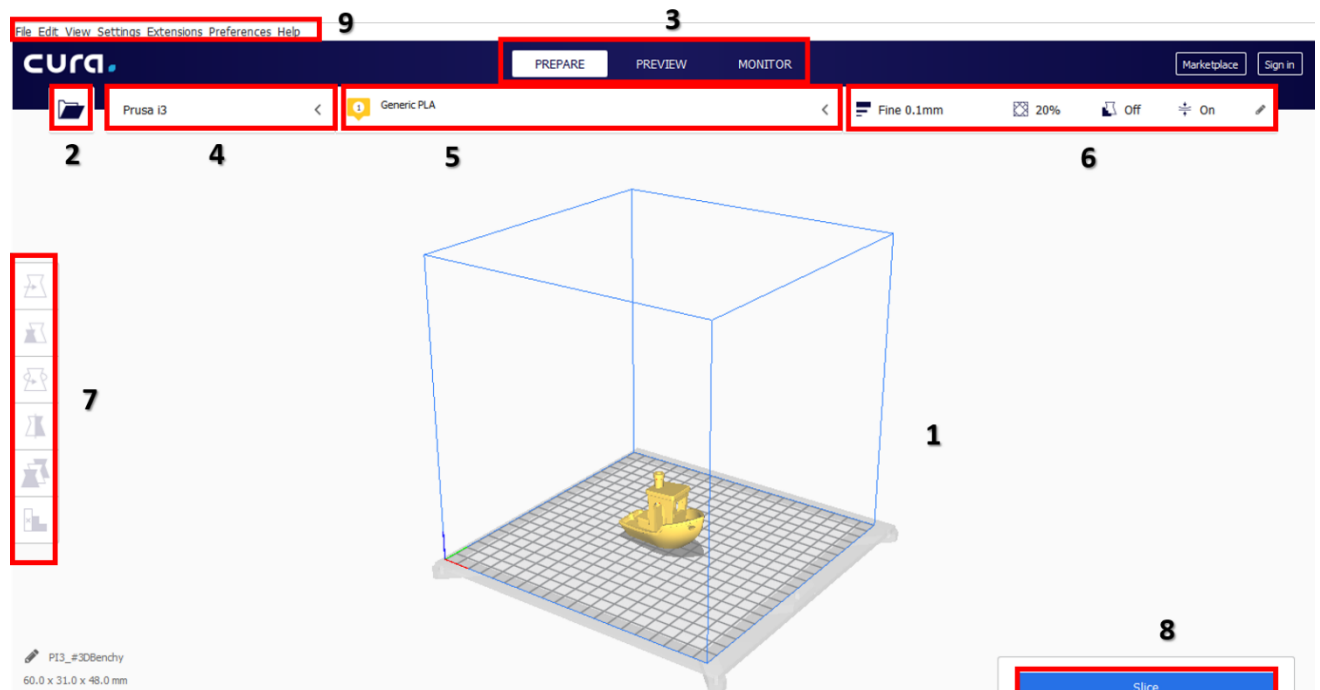 9
3
File Edit View Settings Extensions Preferences Help
cura.
PREPARE PREVIEW MONITOR
Marketplace Sign in
Prusa i3
1 Generic PLA
Fine 0.1mm 20% Off On
2
4
5
6
7
1
8
PI3_#3DBenchy
60.0 x 31.0 x 48.0 mm
Slice